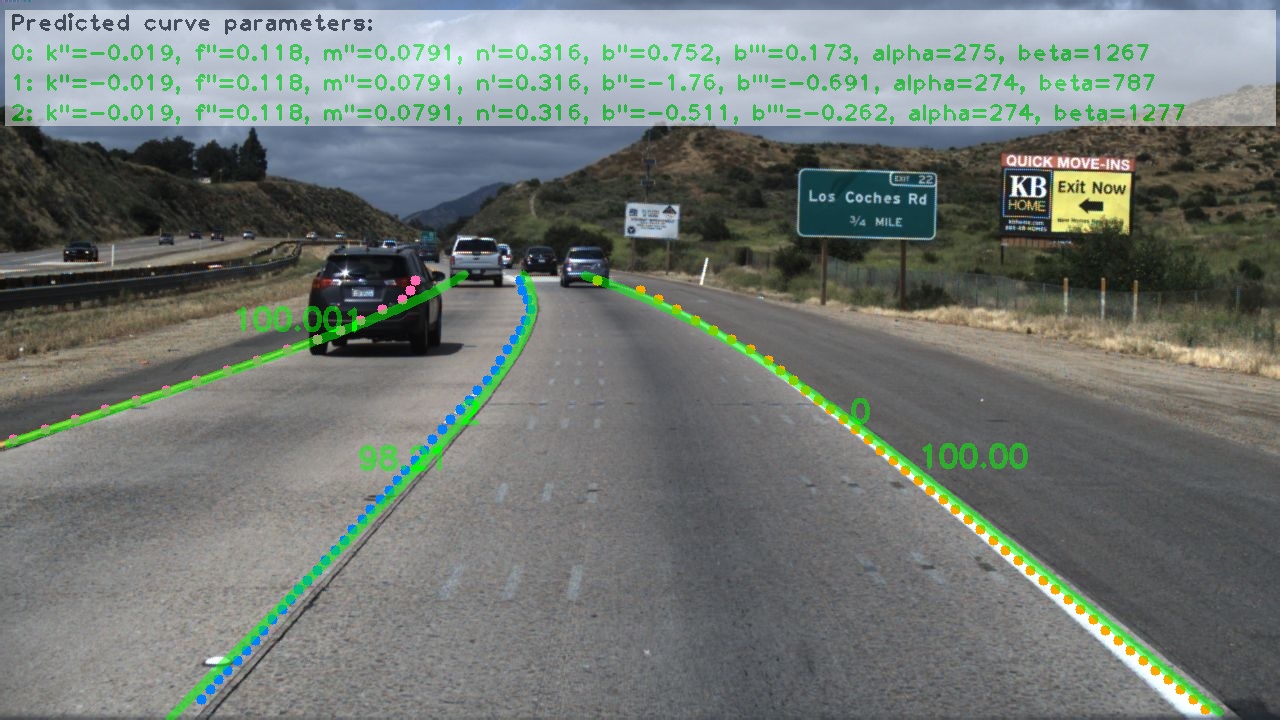 Predicted curve parameters:
0: k''=-0.019, f''=0.118, m''=0.0791, n'=0.316, b''=0.752, b'''=0.173, alpha=275, beta=1267
1: k''=-0.019, f''=0.118, m''=0.0791, n'=0.316, b''=-1.76, b'''=-0.691, alpha=274, beta=787
2: k''=-0.019, f''=0.118, m''=0.0791, n'=0.316, b''=-0.511, b'''=-0.262, alpha=274, beta=1277
QUICK MOVE-INS
KB
HOME
Exit Now
EXIT 22
Los Coches Rd
3/4 MILE
100.001
0
100.00